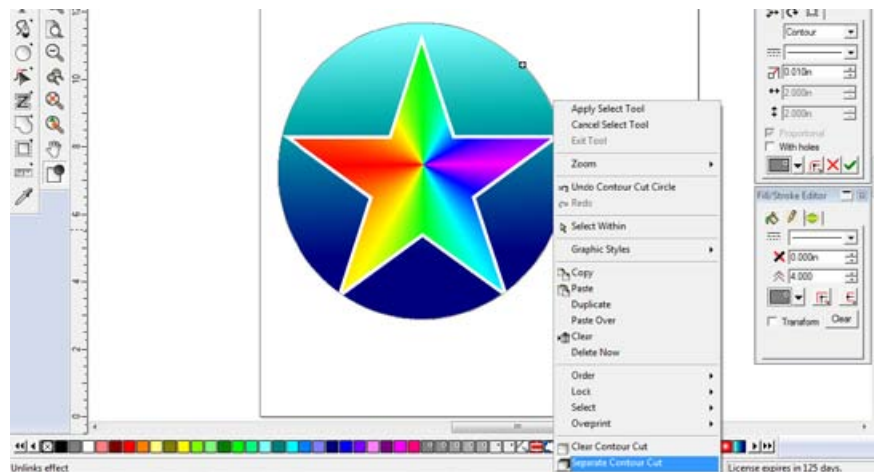 Contour
0.010in
2.000in
2.000in
Proportional
With holes
Fill/Stroke Editor
0.000in
4.000
Transform
Clear
Apply Select Tool
Cancel Select Tool
Exit Tool
Zoom
Undo Contour Cut Circle
Redo
Select Within
Graphic Styles
Copy
Paste
Duplicate
Paste Over
Clear
Delete Now
Order
Lock
Select
Overprint
Clear Contour Cut
Separate Contour Cut
Unlinks effect
License expires in 125 days.